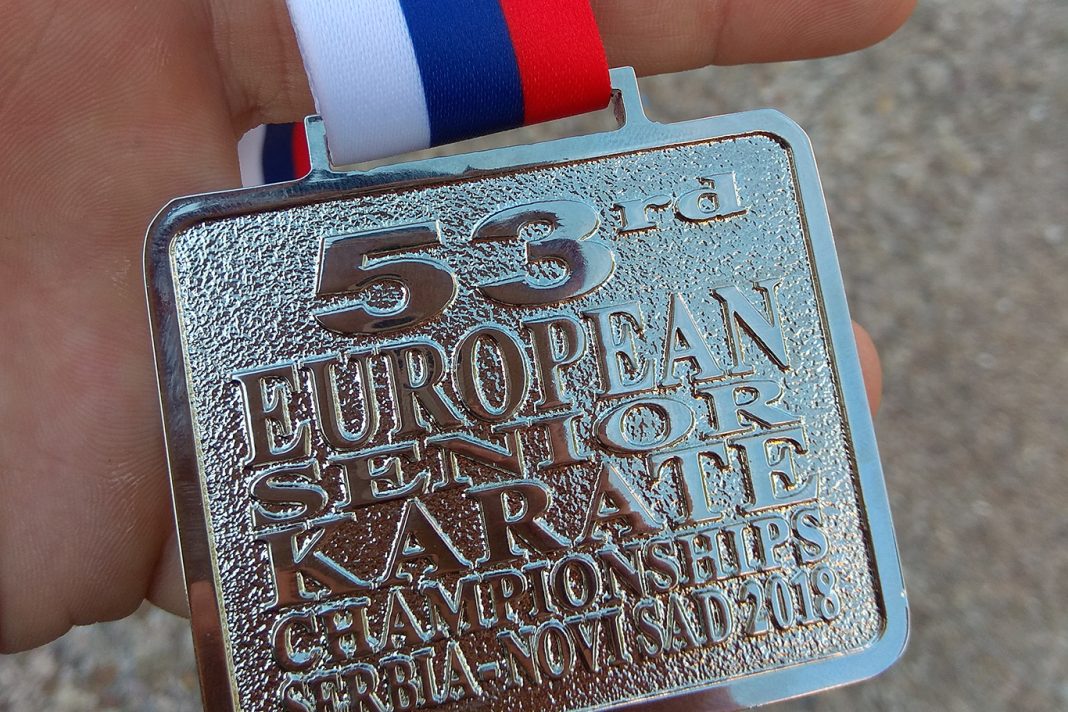 53rd
EUROPEAN
SENIOR
KARATE
CHAMPIONSHIPS
SERBIA-NOVI SAD 2018